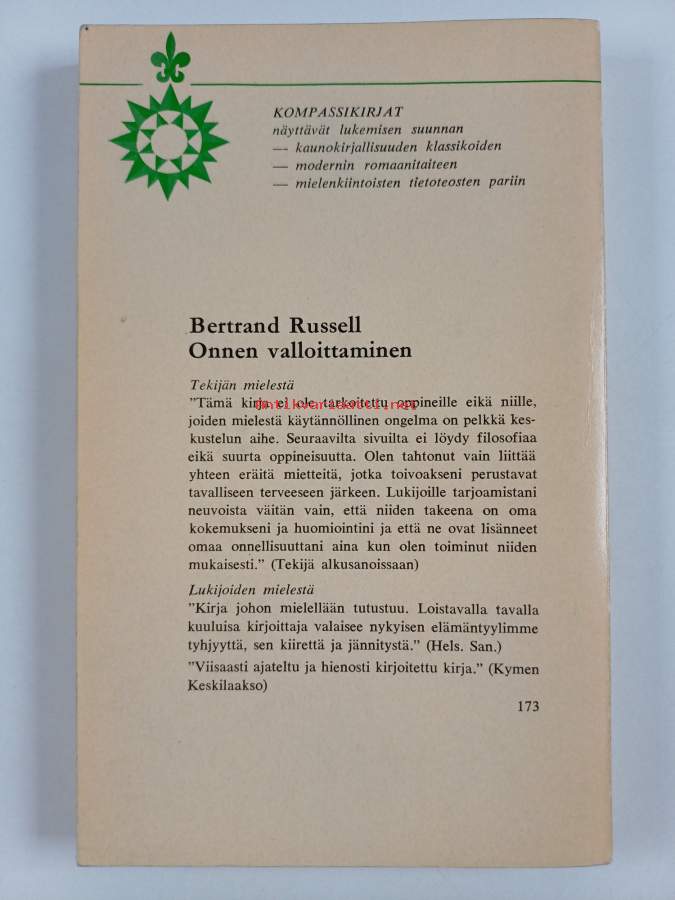 KOMPASSIKIRJAT
näyttävät lukemisen suunnan
— kaunokirjallisuuden klassikoiden
— modernin romaanitaiteen
— mielenkiintoisten tietoteosten pariin
Bertrand Russell
Onnen valloittaminen
Tekijän mielestä
”Tämä kirja ei ole tarkoitettu oppineille eikä niille,
antikvariaatti.net
joiden mielestä käytännöllinen ongelma on pelkkä kes-
kustelun aihe. Seuraavilta sivuilta ei löydy filosofiaa
eikä suurta oppineisuutta. Olen tahtonut vain liittää
yhteen eräitä mietteitä, jotka toivoakseni perustavat
tavalliseen terveeseen järkeen. Lukijoille tarjoamistani
neuvoista väitän vain, että niiden takeena on oma
kokemukseni ja huomiointini ja että ne ovat lisänneet
omaa onnellisuuttani aina kun olen toiminut niiden
mukaisesti.” (Tekijä alkusanoissaan)
Lukijoiden mielestä
”Kirja johon mielellään tutustuu. Loistavalla tavalla
kuuluisa kirjoittaja valaisee nykyisen elämäntyylimme
tyhjyyttä, sen kiirettä ja jännitystä.” (Hels. San.)
”Viisaasti ajateltu ja hienosti kirjoitettu kirja.” (Kymen
Keskilaakso)
173